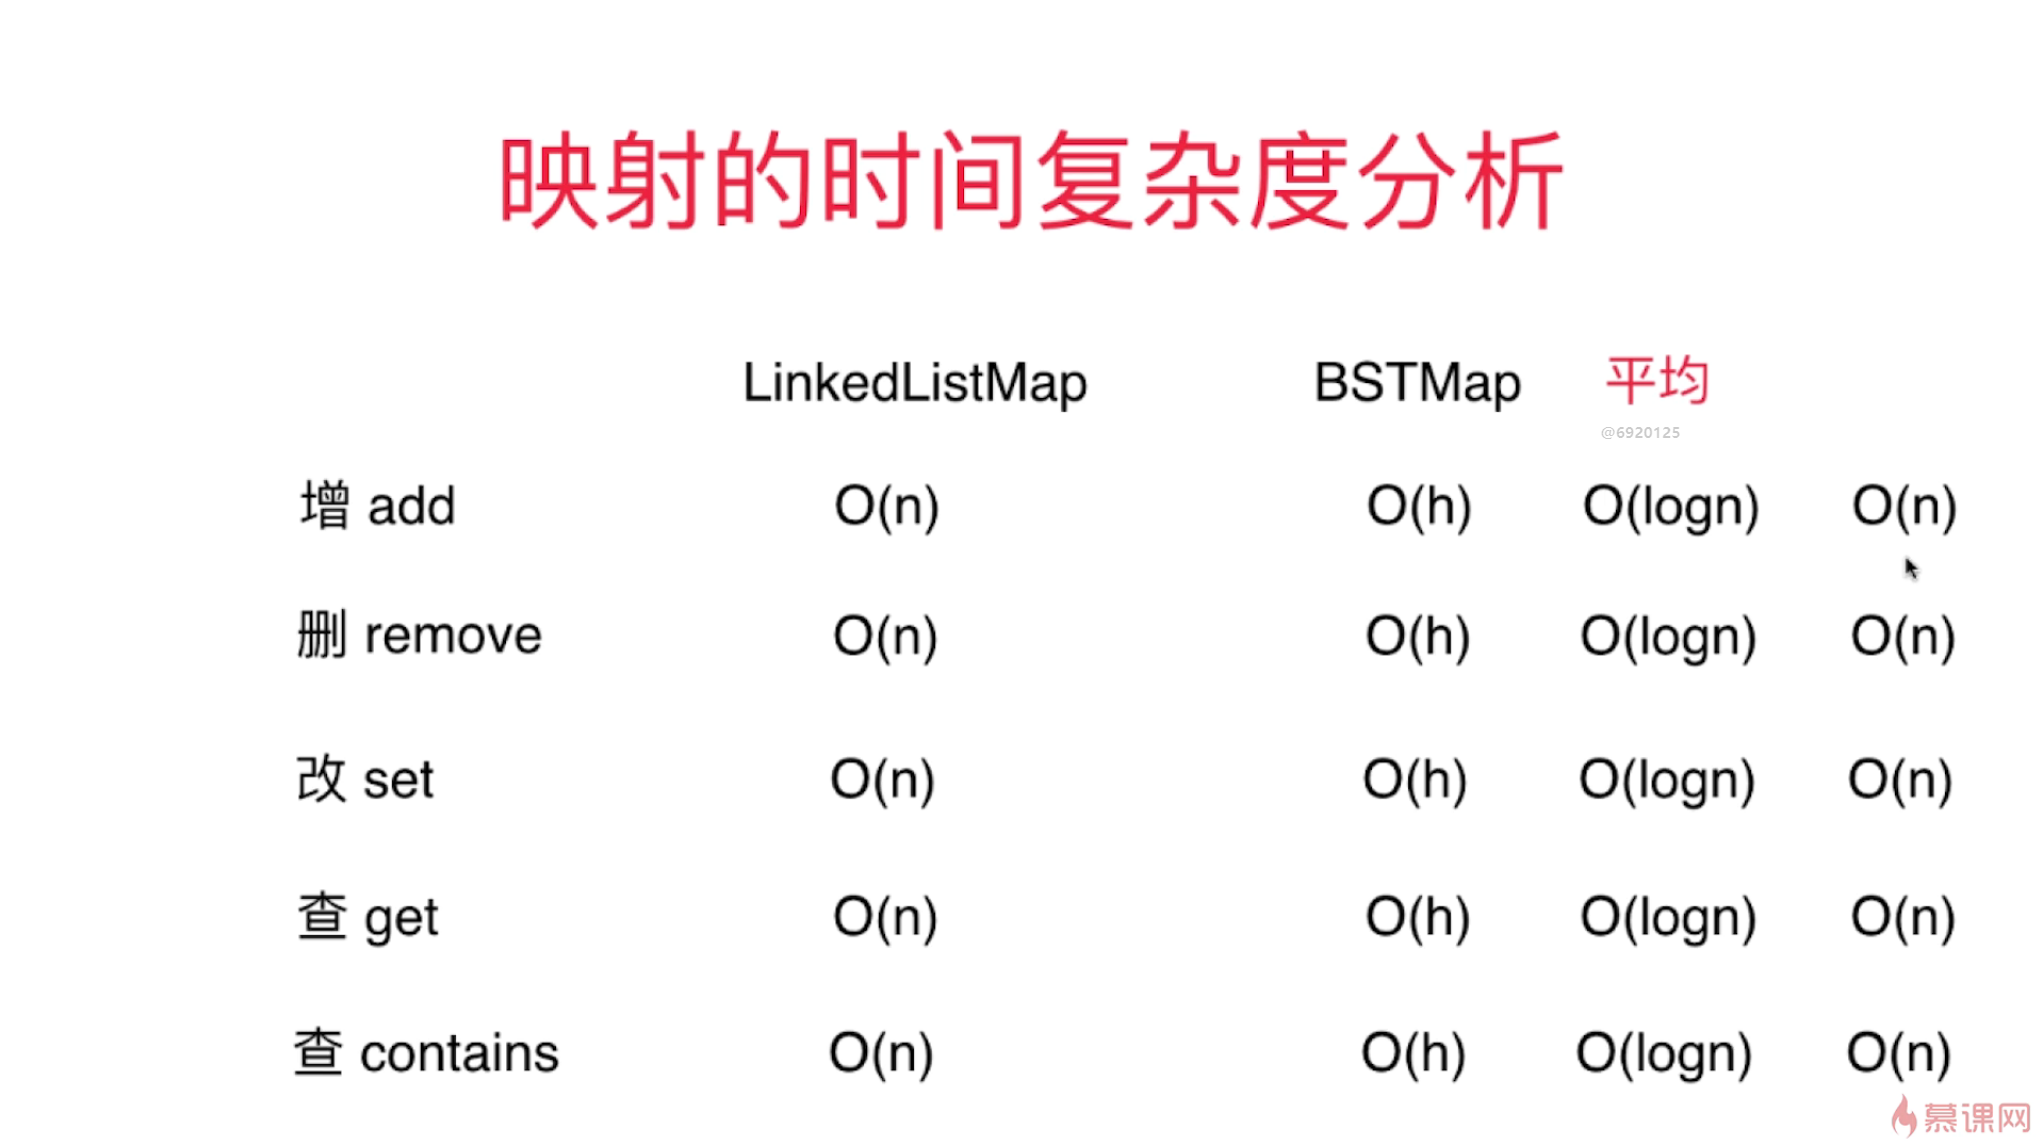 映射的时间复杂度分析
LinkedListMap BSTMap 平均
@6920125
增 add O(n) O(h) O(logn) O(n)
删 remove O(n) O(h) O(logn) O(n)
改 set O(n) O(h) O(logn) O(n)
查 get O(n) O(h) O(logn) O(n)
查 contains O(n) O(h) O(logn) O(n)
慕课网